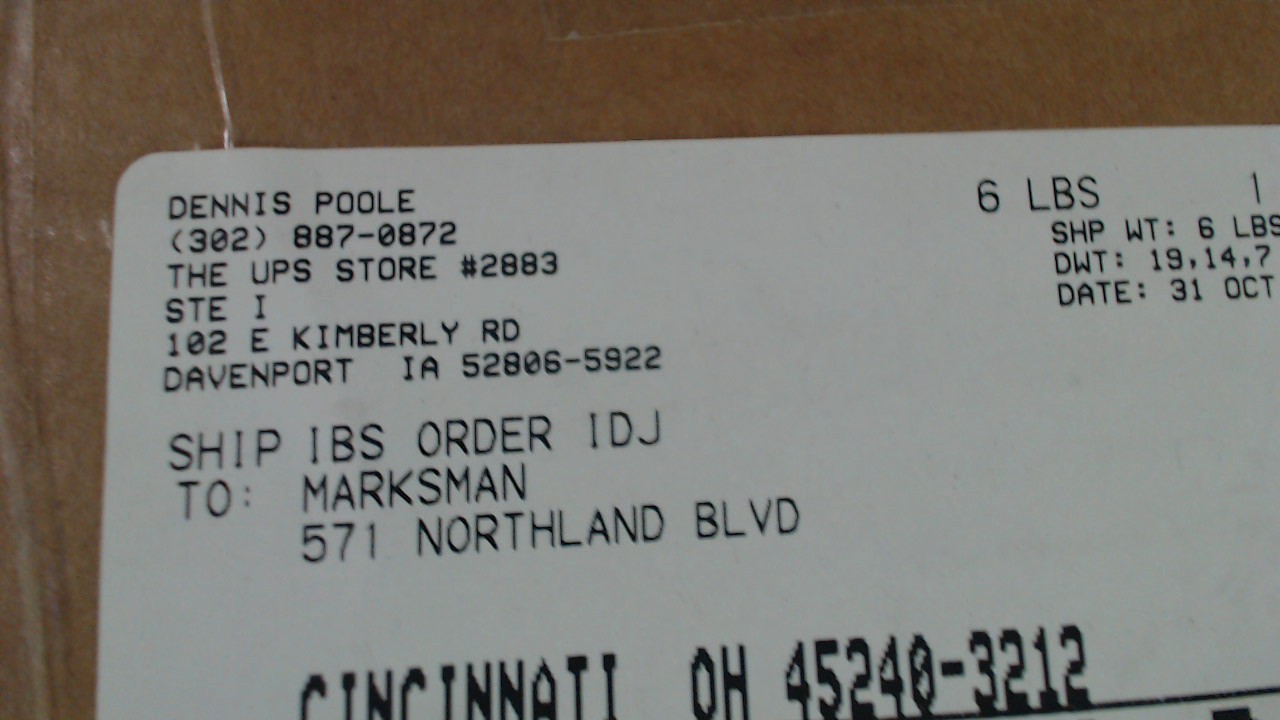 DENNIS POOLE
(302) 887-0872
THE UPS STORE #2883
STE I
102 E KIMBERLY RD
DAVENPORT IA 52806-5922
6 LBS 1
SHP WT: 6 LBS
DWT: 19,14,7
DATE: 31 OCT
SHIP IBS ORDER IDJ
TO: MARKSMAN
571 NORTHLAND BLVD
CINCINNATI OH 45240-3212